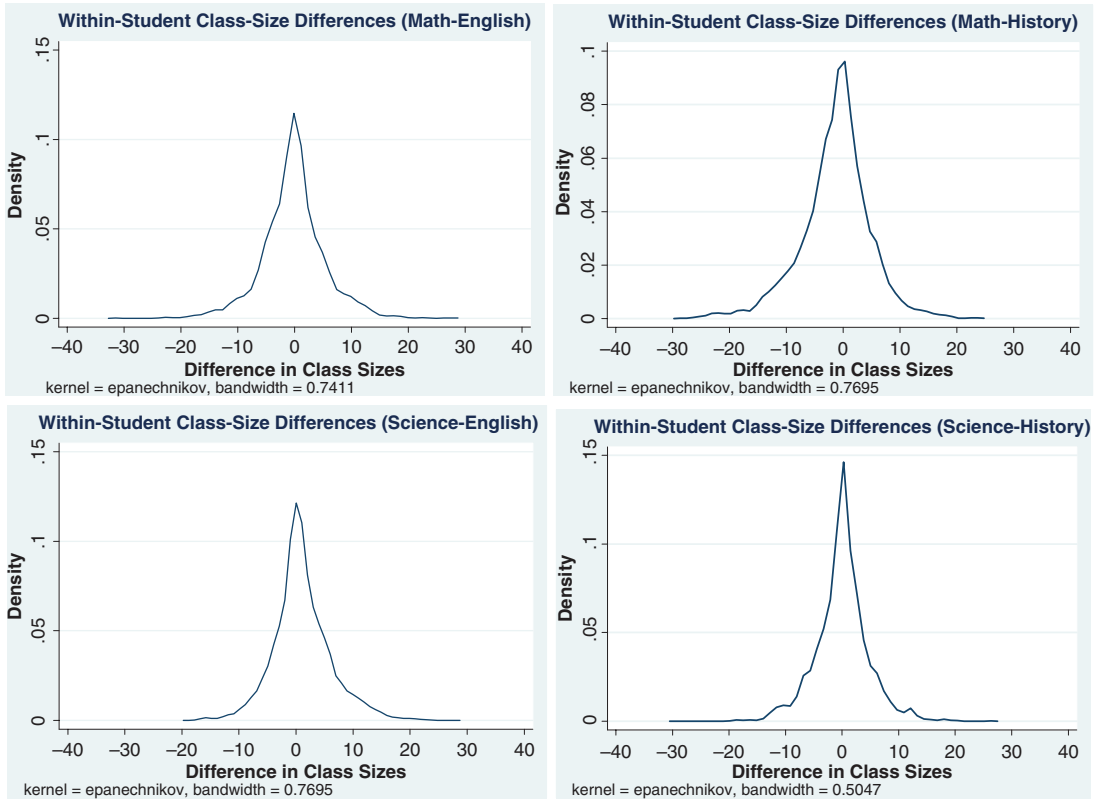 Within-Student Class-Size Differences (Math-English)
.15
.1
.05
0
Density
–40 –30 –20 –10 0 10 20 30 40
Difference in Class Sizes
kernel = epanechnikov, bandwidth = 0.7411
Within-Student Class-Size Differences (Math-History)
.1
.08
.06
.04
.02
0
Density
–40 –30 –20 –10 0 10 20 30 40
Difference in Class Sizes
kernel = epanechnikov, bandwidth = 0.7695
Within-Student Class-Size Differences (Science-English)
.15
.1
.05
0
Density
–40 –30 –20 –10 0 10 20 30 40
Difference in Class Sizes
kernel = epanechnikov, bandwidth = 0.7695
Within-Student Class-Size Differences (Science-History)
.15
.1
.05
0
Density
–40 –30 –20 –10 0 10 20 30 40
Difference in Class Sizes
kernel = epanechnikov, bandwidth = 0.5047